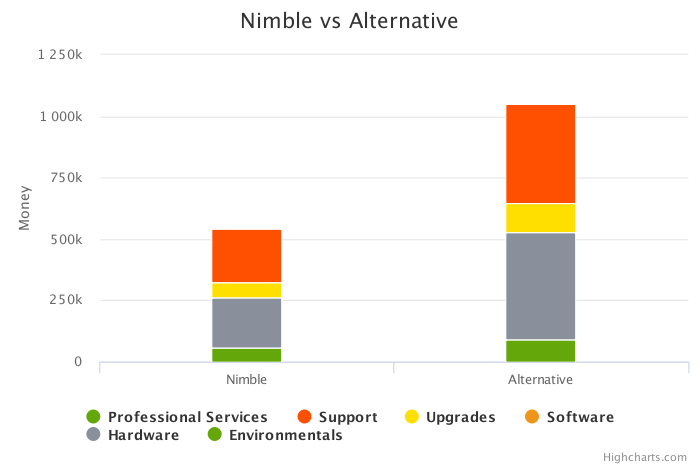 Nimble vs Alternative
1 250k
1 000k
750k
500k
250k
0
Money
Nimble Alternative
Professional Services Support Upgrades Software
Hardware Environmentals
Highcharts.com